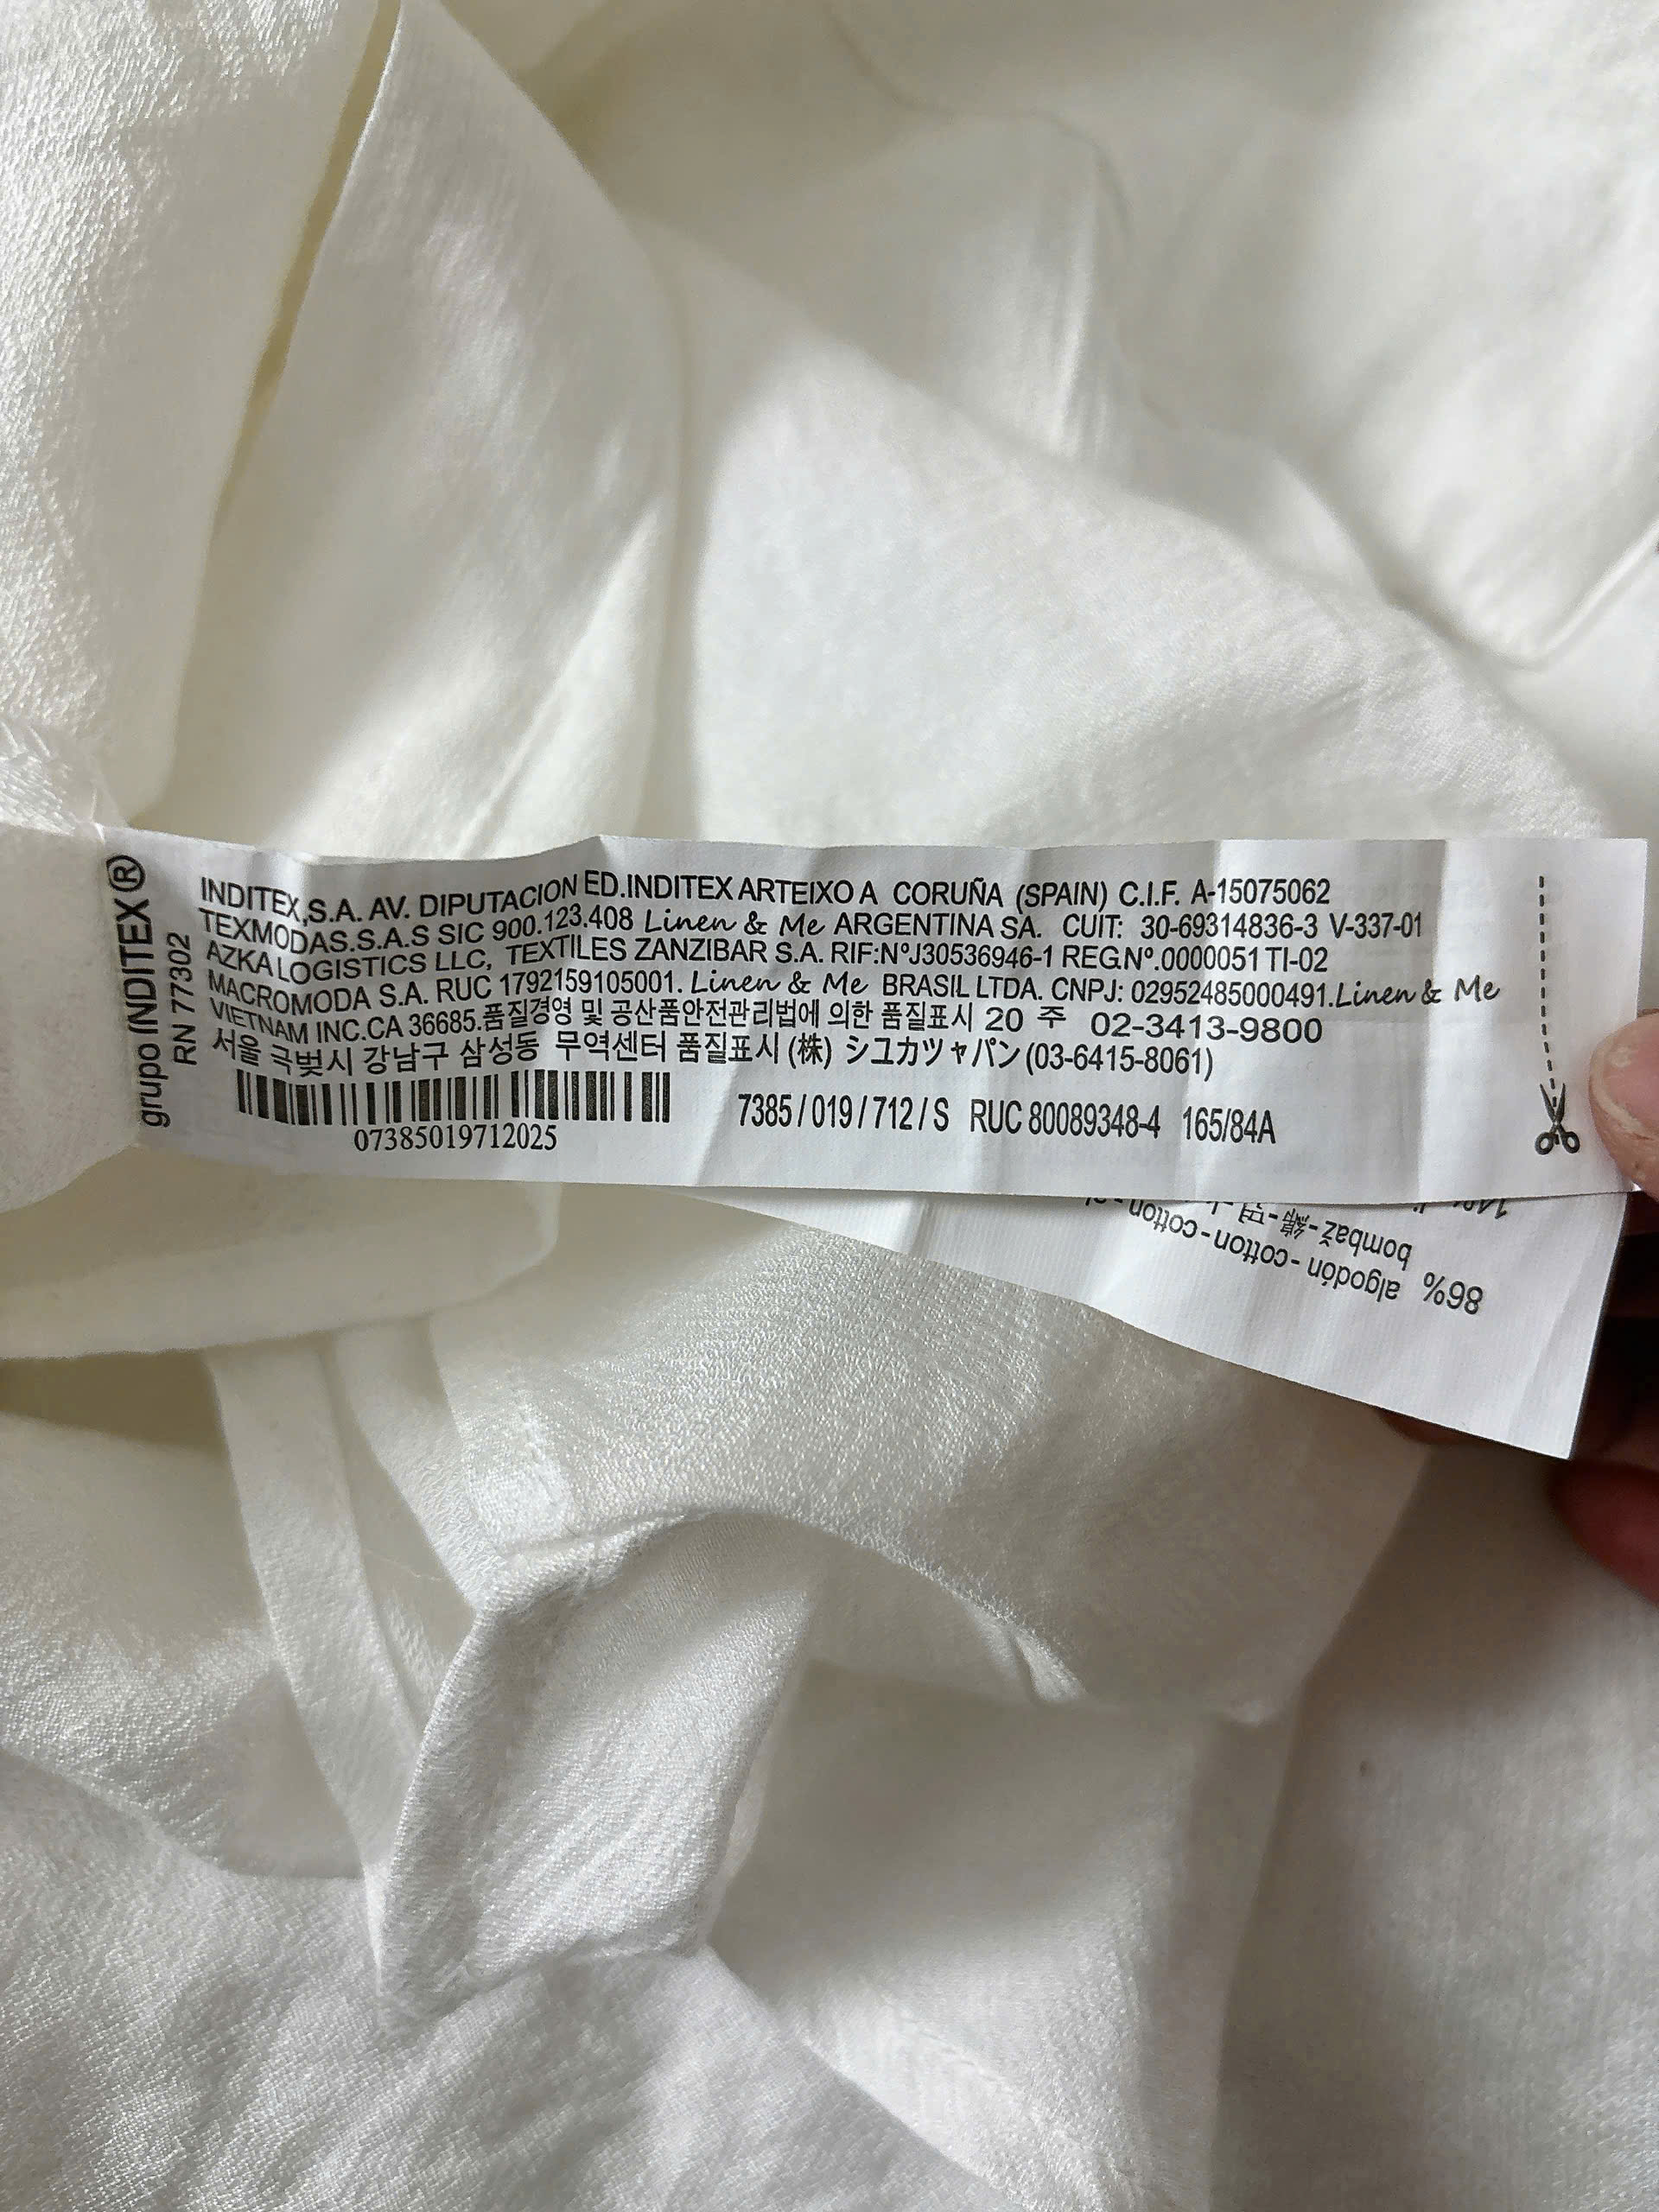 grupo INDITEX®
RN 77302
INDITEX,S.A. AV. DIPUTACION ED.INDITEX ARTEIXO A CORUÑA (SPAIN) C.I.F. A-15075062
TEXMODAS.S.A.S SIC 900.123.408 Linen & Me ARGENTINA SA. CUIT: 30-69314836-3 V-337-01
AZKA LOGISTICS LLC, TEXTILES ZANZIBAR S.A. RIF:NºJ30536946-1 REG.Nº.0000051 TI-02
MACROMODA S.A. RUC 1792159105001. Linen & Me BRASIL LTDA. CNPJ: 02952485000491.Linen & Me
VIETNAM INC.CA 36685.품질경영 및 공산품안전관리법에 의한 품질표시 20 주 02-3413-9800
서울 극벚시 강남구 삼성동 무역센터 품질표시 (株) シユカツャパン (03-6415-8061)
07385019712025
7385 / 019 / 712 / S RUC 80089348-4 165/84A
86% algodón - cotton - cotton -
bombaž - 綿 - 면 -
14%